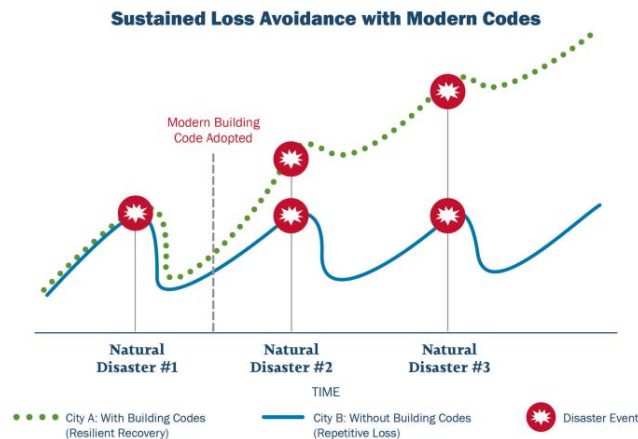 Sustained Loss Avoidance with Modern Codes
Modern Building
Code Adopted
Natural
Disaster #1
Natural
Disaster #2
Natural
Disaster #3
TIME
City A: With Building Codes
(Resilient Recovery)
City B: Without Building Codes
(Repetitive Loss)
Disaster Event